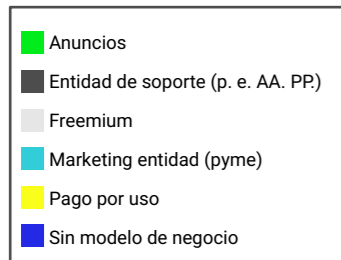 Anuncios
Entidad de soporte (p. e. AA. PP.)
Freemium
Marketing entidad (pyme)
Pago por uso
Sin modelo de negocio